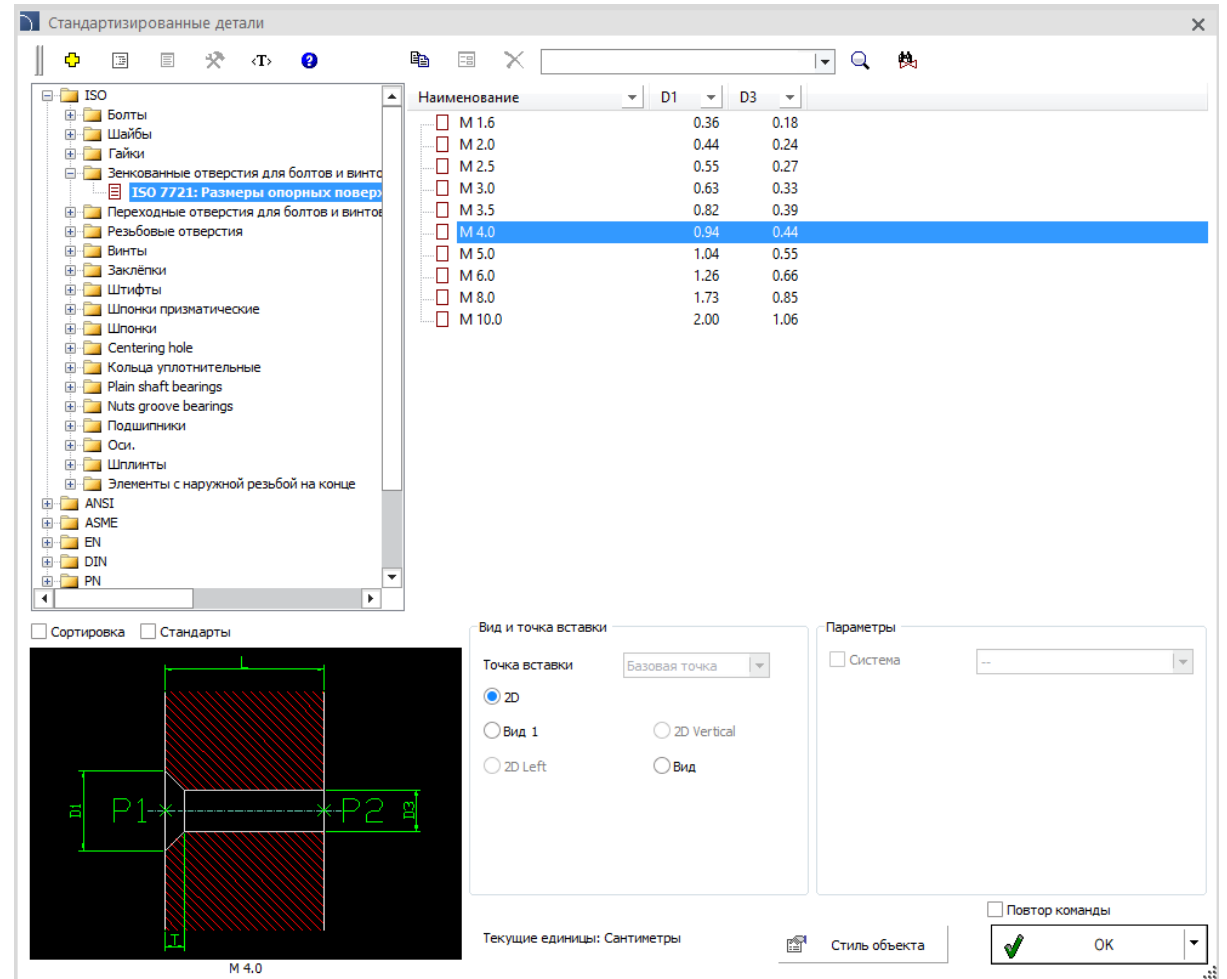 Стандартизированные детали
<T>
ISO
Болты
Шайбы
Гайки
Зенкованные отверстия для болтов и винто
ISO 7721: Размеры опорных поверх
Переходные отверстия для болтов и винтов
Резьбовые отверстия
Винты
Заклёпки
Штифты
Шпонки призматические
Шпонки
Centering hole
Кольца уплотнительные
Plain shaft bearings
Nuts groove bearings
Подшипники
Оси.
Шплинты
Элементы с наружной резьбой на конце
ANSI
ASME
EN
DIN
PN
Наименование D1 D3
M 1.6 0.36 0.18
M 2.0 0.44 0.24
M 2.5 0.55 0.27
M 3.0 0.63 0.33
M 3.5 0.82 0.39
M 4.0 0.94 0.44
M 5.0 1.04 0.55
M 6.0 1.26 0.66
M 8.0 1.73 0.85
M 10.0 2.00 1.06
Сортировка Стандарты
L
D1 P1 P2 D3
T
M 4.0
Вид и точка вставки
Точка вставки Базовая точка
2D
Вид 1 2D Vertical
2D Left Вид
Параметры
Система --
Текущие единицы: Сантиметры
Стиль объекта
Повтор команды
OK